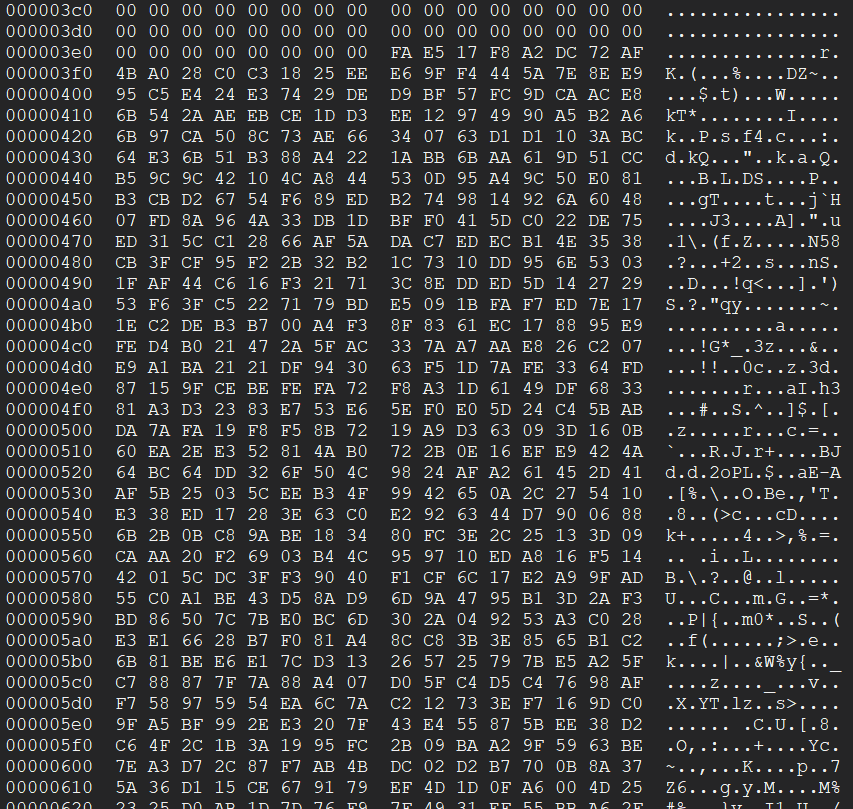 000003c0 00 00 00 00 00 00 00 00 00 00 00 00 00 00 00 00 ................
000003d0 00 00 00 00 00 00 00 00 00 00 00 00 00 00 00 00 ................
000003e0 00 00 00 00 00 00 00 00 FA E5 17 F8 A2 DC 72 AF ..............r.
000003f0 4B A0 28 C0 C3 18 25 EE E6 9F F4 44 5A 7E 8E E9 K.(...%....DZ~..
00000400 95 C5 E4 24 E3 74 29 DE D9 BF 57 FC 9D CA AC E8 ...$.t)...W.....
00000410 6B 54 2A AE EB CE 1D D3 EE 12 97 49 90 A5 B2 A6 kT*........I....
00000420 6B 97 CA 50 8C 73 AE 66 34 07 63 D1 D1 10 3A BC k..P.s.f4.c...:.
00000430 64 E3 6B 51 B3 88 A4 22 1A BB 6B AA 61 9D 51 CC d.kQ..."..k.a.Q.
00000440 B5 9C 9C 42 10 4C A8 44 53 0D 95 A4 9C 50 E0 81 ...B.L.DS....P..
00000450 B3 CB D2 67 54 F6 89 ED B2 74 98 14 92 6A 60 48 ...gT....t...j`H
00000460 07 FD 8A 96 4A 33 DB 1D BF F0 41 5D C0 22 DE 75 ....J3....A].".u
00000470 ED 31 5C C1 28 66 AF 5A DA C7 ED EC B1 4E 35 38 .1\.(f.Z.....N58
00000480 CB 3F CF 95 F2 2B 32 B2 1C 73 10 DD 95 6E 53 03 .?...+2..s...nS.
00000490 1F AF 44 C6 16 F3 21 71 3C 8E DD ED 5D 14 27 29 ..D...!q<...].')
000004a0 53 F6 3F C5 22 71 79 BD E5 09 1B FA F7 ED 7E 17 S.?."qy.......~.
000004b0 1E C2 DE B3 B7 00 A4 F3 8F 83 61 EC 17 88 95 E9 ..........a.....
000004c0 FE D4 B0 21 47 2A 5F AC 33 7A A7 AA E8 26 C2 07 ...!G*_.3z...&..
000004d0 E9 A1 BA 21 21 DF 94 30 63 F5 1D 7A FE 33 64 FD ...!!..0c..z.3d.
000004e0 87 15 9F CE BE FE FA 72 F8 A3 1D 61 49 DF 68 33 .......r...aI.h3
000004f0 81 A3 D3 23 83 E7 53 E6 5E F0 E0 5D 24 C4 5B AB ...#..S.^..]$.[.
00000500 DA 7A FA 19 F8 F5 8B 72 19 A9 D3 63 09 3D 16 0B .z.....r...c.=..
00000510 60 EA 2E E3 52 81 4A B0 72 2B 0E 16 EF E9 42 4A `...R.J.r+....BJ
00000520 64 BC 64 DD 32 6F 50 4C 98 24 AF A2 61 45 2D 41 d.d.2oPL.$..aE-A
00000530 AF 5B 25 03 5C EE B3 4F 99 42 65 0A 2C 27 54 10 .[%.\..O.Be.,'T.
00000540 E3 38 ED 17 28 3E 63 C0 E2 92 63 44 D7 90 06 88 .8..(>c...cD....
00000550 6B 2B 0B C8 9A BE 18 34 80 FC 3E 2C 25 13 3D 09 k+.....4..>,%.=.
00000560 CA AA 20 F2 69 03 B4 4C 95 97 10 ED A8 16 F5 14 .. .i..L........
00000570 42 01 5C DC 3F F3 90 40 F1 CF 6C 17 E2 A9 9F AD B.\.?..@..l.....
00000580 55 C0 A1 BE 43 D5 8A D9 6D 9A 47 95 B1 3D 2A F3 U...C...m.G..=*.
00000590 BD 86 50 7C 7B E0 BC 6D 30 2A 04 92 53 A3 C0 28 ..P|{..m0*..S..(
000005a0 E3 E1 66 28 B7 F0 81 A4 8C C8 3B 3E 85 65 B1 C2 ..f(......;>.e..
000005b0 6B 81 BE E6 E1 7C D3 13 26 57 25 79 7B E5 A2 5F k....|..&W%y{.._
000005c0 C7 88 87 7F 7A 88 A4 07 D0 5F C4 D5 C4 76 98 AF ....z...._...v..
000005d0 F7 58 97 59 54 EA 6C 7A C2 12 73 3E F7 16 9D C0 .X.YT.lz..s>....
000005e0 9F A5 BF 99 2E E3 20 7F 43 E4 55 87 5B EE 38 D2 ...... .C.U.[.8.
000005f0 C6 4F 2C 1B 3A 19 95 FC 2B 09 BA A2 9F 59 63 BE .O,.:...+....Yc.
00000600 7E A3 D7 2C 87 F7 AB 4B DC 02 D2 B7 70 0B 8A 37 ~..,...K....p..7
00000610 5A 36 D1 15 CE 67 91 79 EF 4D 1D 0F A6 00 4D 25 Z6...g.y.M....M%